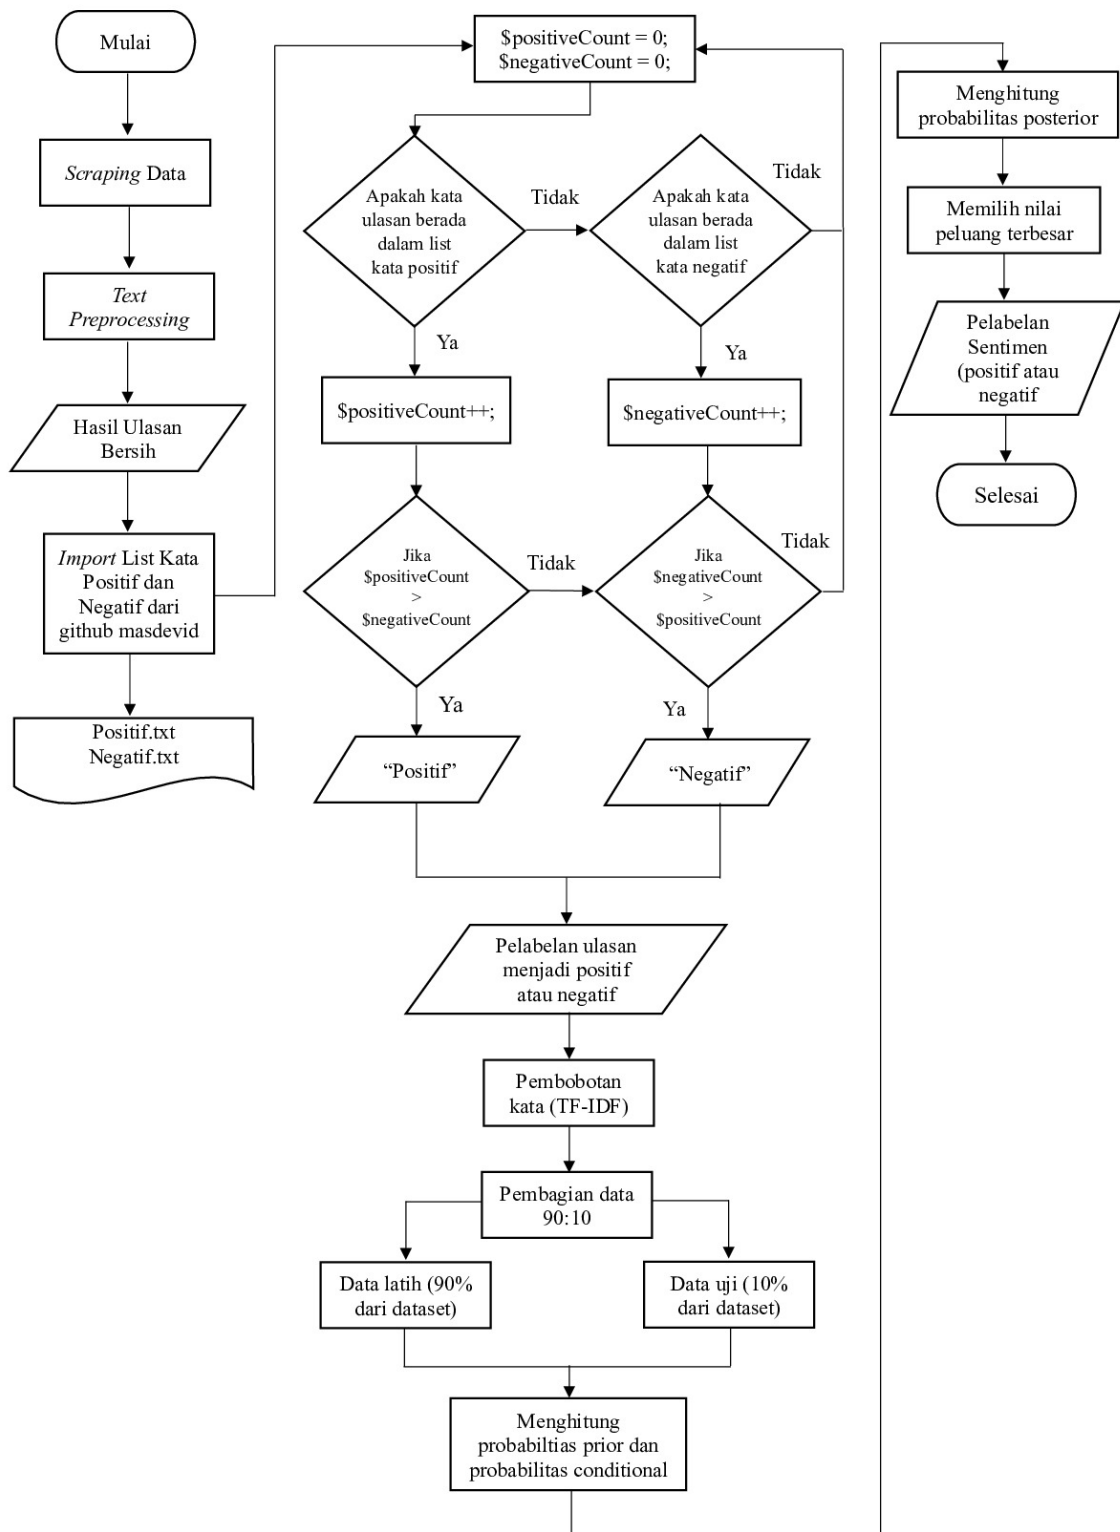 Mulai
Scraping Data
Text
Preprocessing
Hasil Ulasan
Bersih
Import List Kata
Positif dan
Negatif dari
github masdevid
Positif.txt
Negatif.txt
$positiveCount = 0;
$negativeCount = 0;
Apakah kata
ulasan berada
dalam list
kata positif
Tidak
Apakah kata
ulasan berada
dalam list
kata negatif
Tidak
Ya
Ya
$positiveCount++;
$negativeCount++;
Jika
$positiveCount
>
$negativeCount
Tidak
Jika
$negativeCount
>
$positiveCount
Tidak
Ya
Ya
“Positif”
“Negatif”
Pelabelan ulasan
menjadi positif
atau negatif
Pembobotan
kata (TF-IDF)
Pembagian data
90:10
Data latih (90%
dari dataset)
Data uji (10%
dari dataset)
Menghitung
probabiltias prior dan
probabilitas conditional
Menghitung
probabilitas posterior
Memilih nilai
peluang terbesar
Pelabelan
Sentimen
(positif atau
negatif
Selesai